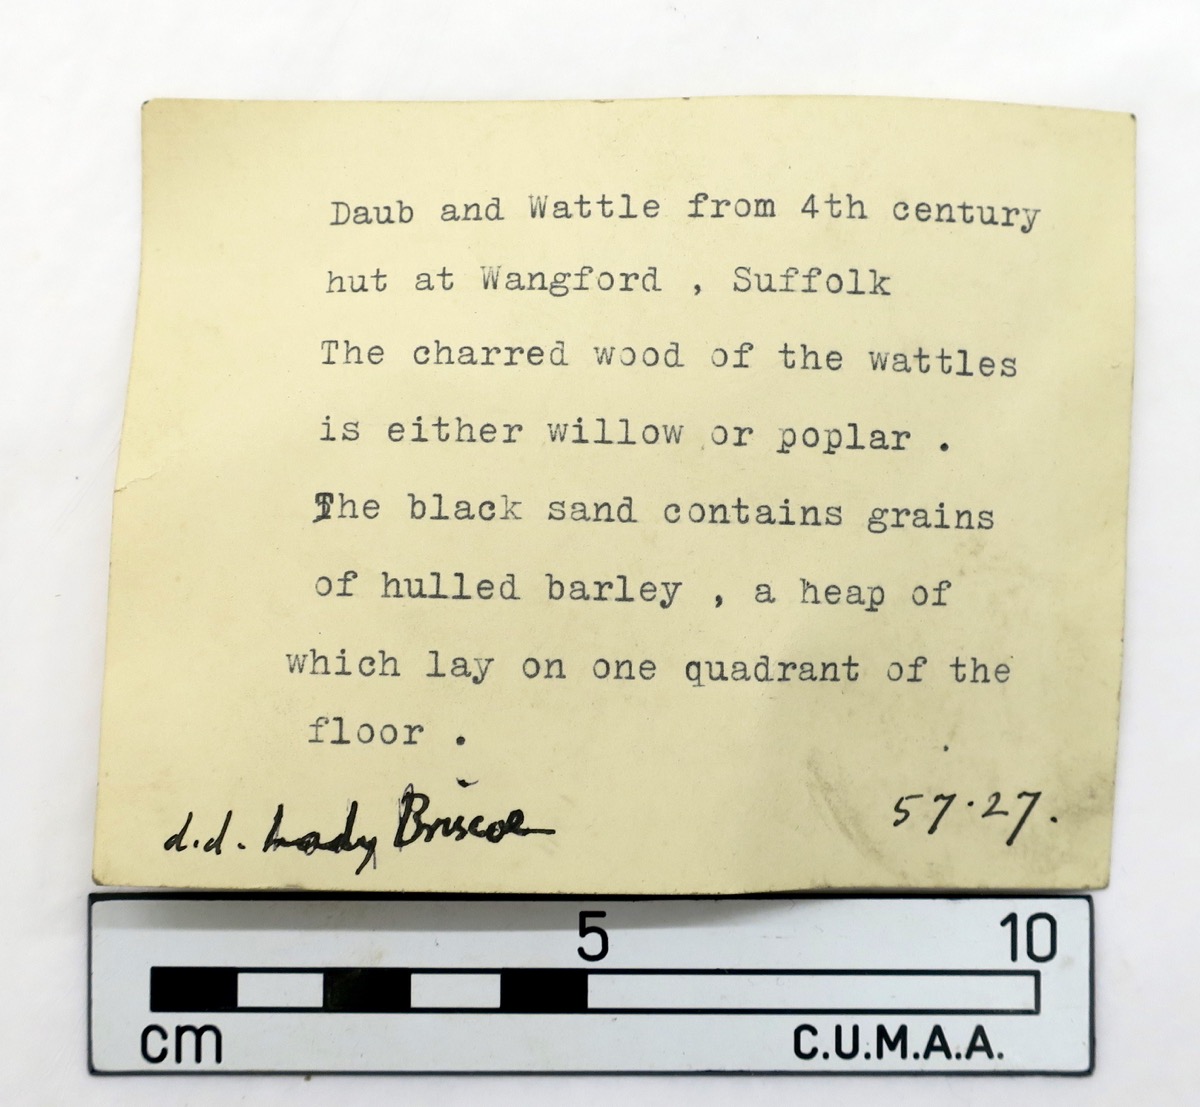 Daub and Wattle from 4th century
hut at Wangford , Suffolk
The charred wood of the wattles
is either willow or poplar .
The black sand contains grains
of hulled barley , a heap of
which lay on one quadrant of the
floor .
d.d. Lady Briscoe
57·27.
5 10
cm C.U.M.A.A.